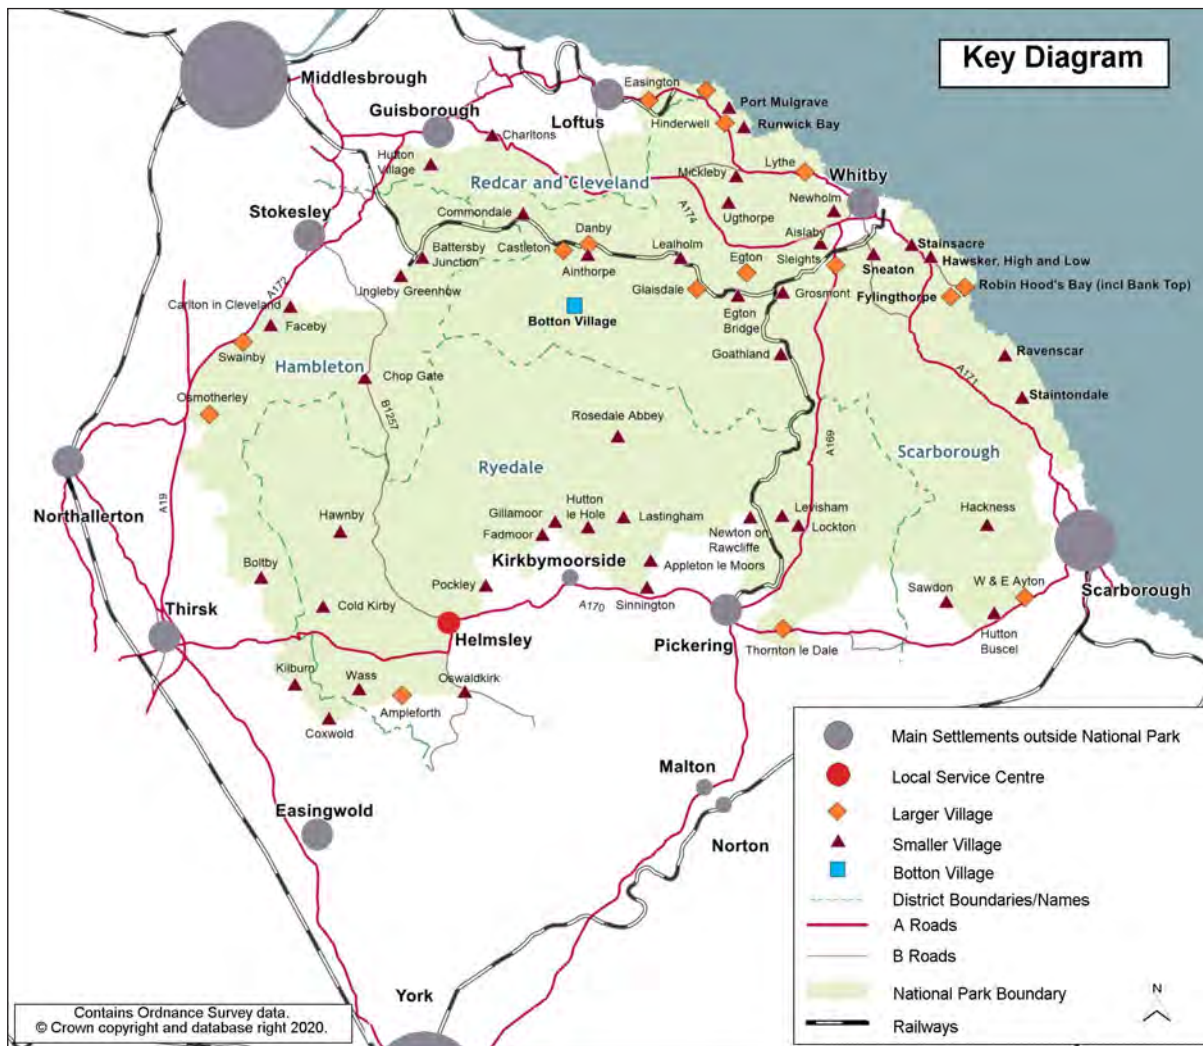 Key Diagram
Middlesbrough
Easington
Port Mulgrave
Guisborough
Loftus
Hinderwell
Runwick Bay
Charltons
Hutton
Village
Lythe
Redcar and Cleveland
Mickleby
Whitby
Stokesley
Commondale
A174
Ugthorpe
Newholm
Danby
Castleton
Lealholm
Aislaby
Stainsacre
Battersby
Junction
Ainthorpe
Egton
Sleights
Sneaton
Hawsker, High and Low
A172
Ungleby Greenhow
Glaisdale
Grosmont
Fylingthorpe
Robin Hood's Bay (incl Bank Top)
Carlton in Cleveland
Faceby
Botton Village
Egton
Bridge
Swainby
Goathland
Ravenscar
Hambleton
Chop Gate
A171
Osmotherley
B1257
Staintondale
Rosedale Abbey
A169
Scarborough
Ryedale
A19
Northallerton
Hawnby
Gillamoor
Hutton
le Hole
Lastingham
Levisham
Hackness
Fadmoor
Newton on
Rawcliffe
Lockton
Kirkbymoorside
Appleton le Moors
Boltby
Pockley
W & E Ayton
Scarborough
Thirsk
Cold Kirby
A170
Sinnington
Sawdon
Helmsley
Pickering
Thornton le Dale
Hutton
Buscel
Kilburn
Wass
Oswaldkirk
Ampleforth
Coxwold
Malton
Easingwold
Norton
York
Main Settlements outside National Park
Local Service Centre
Larger Village
Smaller Village
Botton Village
District Boundaries/Names
A Roads
B Roads
National Park Boundary
Railways
N
Contains Ordnance Survey data.
© Crown copyright and database right 2020.